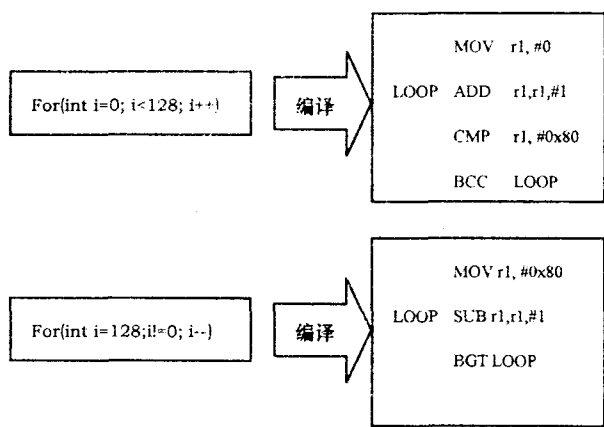 For(int i=0; i<128; i++)
编译
MOV r1, #0
LOOP ADD r1,r1,#1
CMP r1, #0x80
BCC LOOP
For(int i=128;i!=0; i--)
编译
MOV r1, #0x80
LOOP SUB r1,r1,#1
BGT LOOP